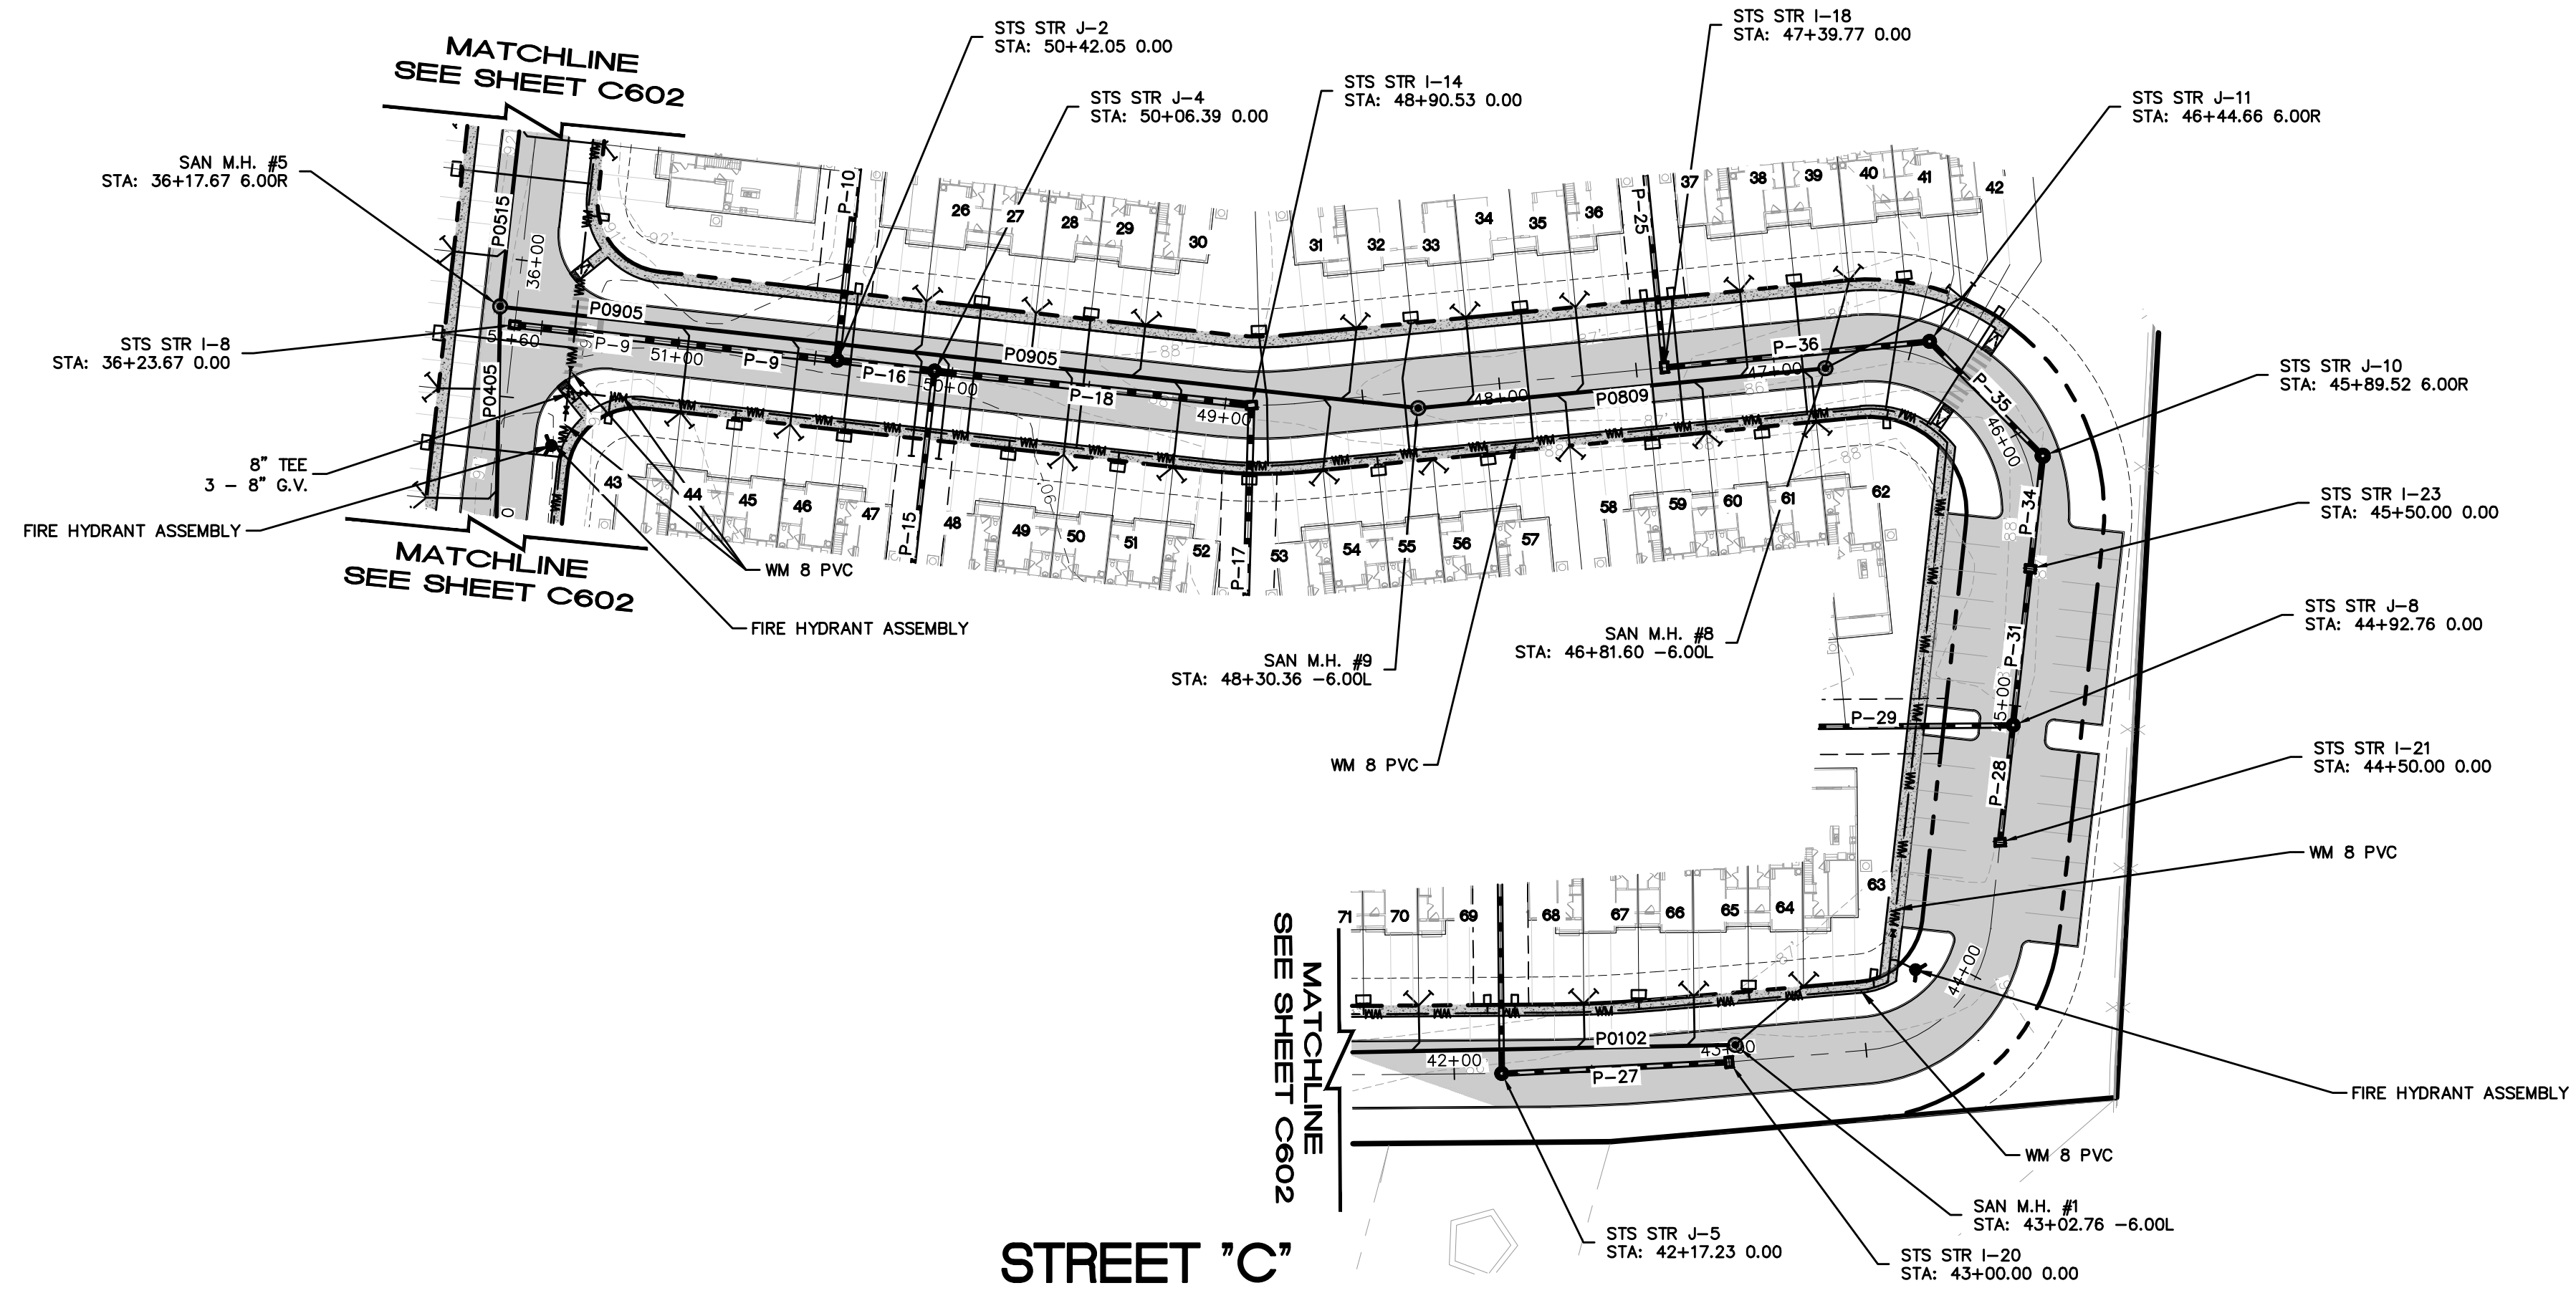 MATCHLINE
SEE SHEET C602
STS STR J-2
STA: 50+42.05 0.00
STS STR J-4
STA: 50+06.39 0.00
STS STR I-14
STA: 48+90.53 0.00
STS STR I-18
STA: 47+39.77 0.00
STS STR J-11
STA: 46+44.66 6.00R
SAN M.H. #5
STA: 36+17.67 6.00R
STS STR I-8
STA: 36+23.67 0.00
8" TEE
3 - 8" G.V.
FIRE HYDRANT ASSEMBLY
MATCHLINE
SEE SHEET C602
WM 8 PVC
FIRE HYDRANT ASSEMBLY
P0515
36+00
P0405
P0905
P-9
51+00
P-9
P-10
P-16
50+00
P-15
P-18
P0905
49+00
P-17
48+00
P0809
47+00
P-25
P-36
P-35
46+00
P-34
P-31
45+00
P-29
P-28
44+00
26
27
28
29
30
31
32
33
34
35
36
37
38
39
40
41
42
43
44
45
46
47
48
49
50
51
52
53
54
55
56
57
58
59
60
61
62
SAN M.H. #9
STA: 48+30.36 -6.00L
SAN M.H. #8
STA: 46+81.60 -6.00L
WM 8 PVC
STS STR J-10
STA: 45+89.52 6.00R
STS STR I-23
STA: 45+50.00 0.00
STS STR J-8
STA: 44+92.76 0.00
STS STR I-21
STA: 44+50.00 0.00
WM 8 PVC
71
70
69
68
67
66
65
64
63
P0102
42+00
43+00
P-27
MATCHLINE
SEE SHEET C602
FIRE HYDRANT ASSEMBLY
WM 8 PVC
SAN M.H. #1
STA: 43+02.76 -6.00L
STS STR J-5
STA: 42+17.23 0.00
STS STR I-20
STA: 43+00.00 0.00
STREET "C"